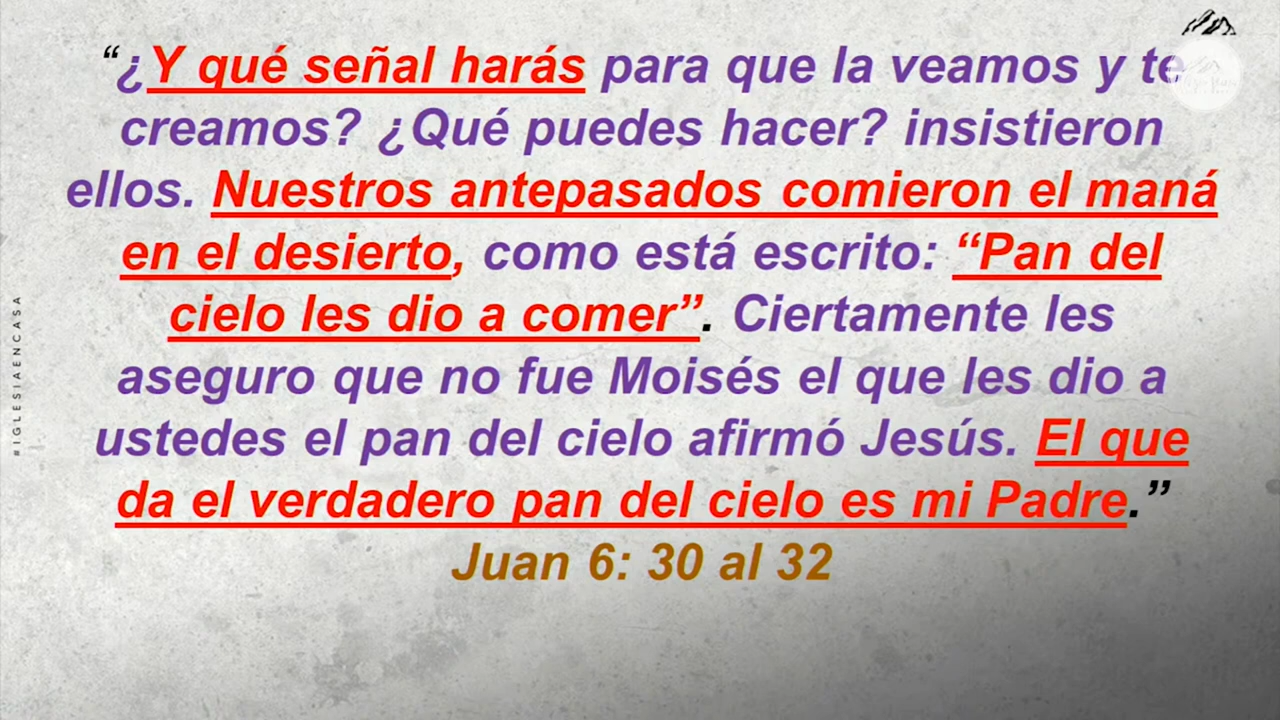 “¿Y qué señal harás para que la veamos y te
creamos? ¿Qué puedes hacer? insistieron
ellos. Nuestros antepasados comieron el maná
en el desierto, como está escrito: “Pan del
cielo les dio a comer”. Ciertamente les
aseguro que no fue Moisés el que les dio a
ustedes el pan del cielo afirmó Jesús. El que
da el verdadero pan del cielo es mi Padre.”
Juan 6: 30 al 32
#IGLESIAENCASA